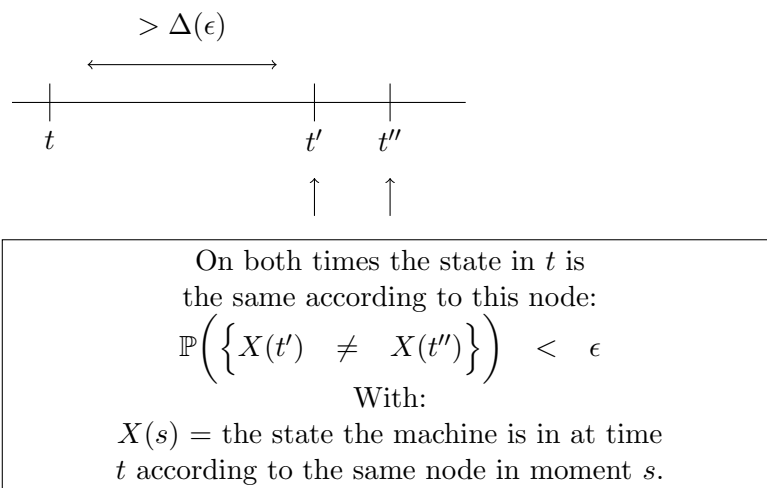 > Δ(ϵ)
t t′ t′′
On both times the state in t is
the same according to this node:
ℙ({X(t′) ≠ X(t′′)}) < ϵ
With:
X(s) = the state the machine is in at time
t according to the same node in moment s.